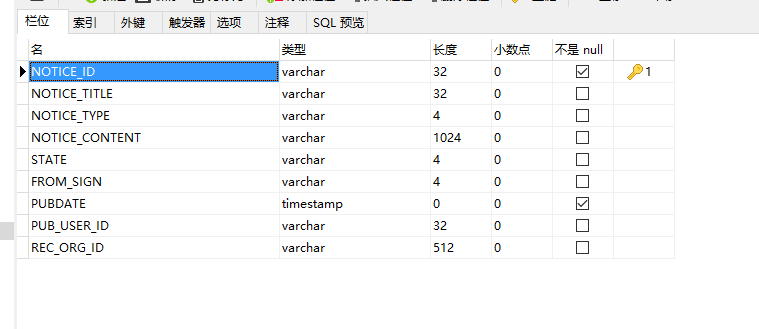 栏位 索引 外键 触发器 选项 注释 SQL 预览
名 类型 长度 小数点 不是 null
NOTICE_ID varchar 32 0 1
NOTICE_TITLE varchar 32 0
NOTICE_TYPE varchar 4 0
NOTICE_CONTENT varchar 1024 0
STATE varchar 4 0
FROM_SIGN varchar 4 0
PUBDATE timestamp 0 0
PUB_USER_ID varchar 32 0
REC_ORG_ID varchar 512 0